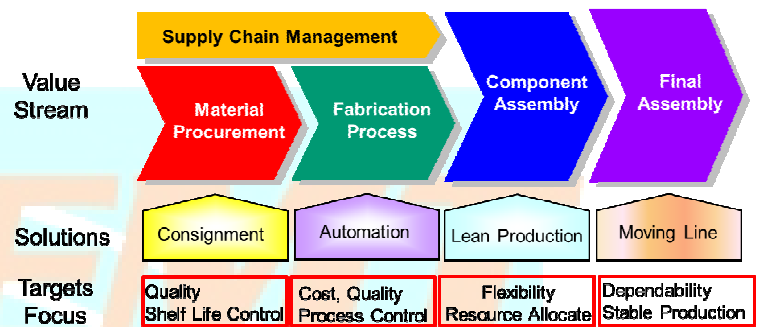 Supply Chain Management
Value
Stream
Material
Procurement
Fabrication
Process
Component
Assembly
Final
Assembly
Solutions
Consignment
Automation
Lean Production
Moving Line
Targets
Focus
Quality
Shelf Life Control
Cost, Quality
Process Control
Flexibility
Resource Allocate
Dependability
Stable Production